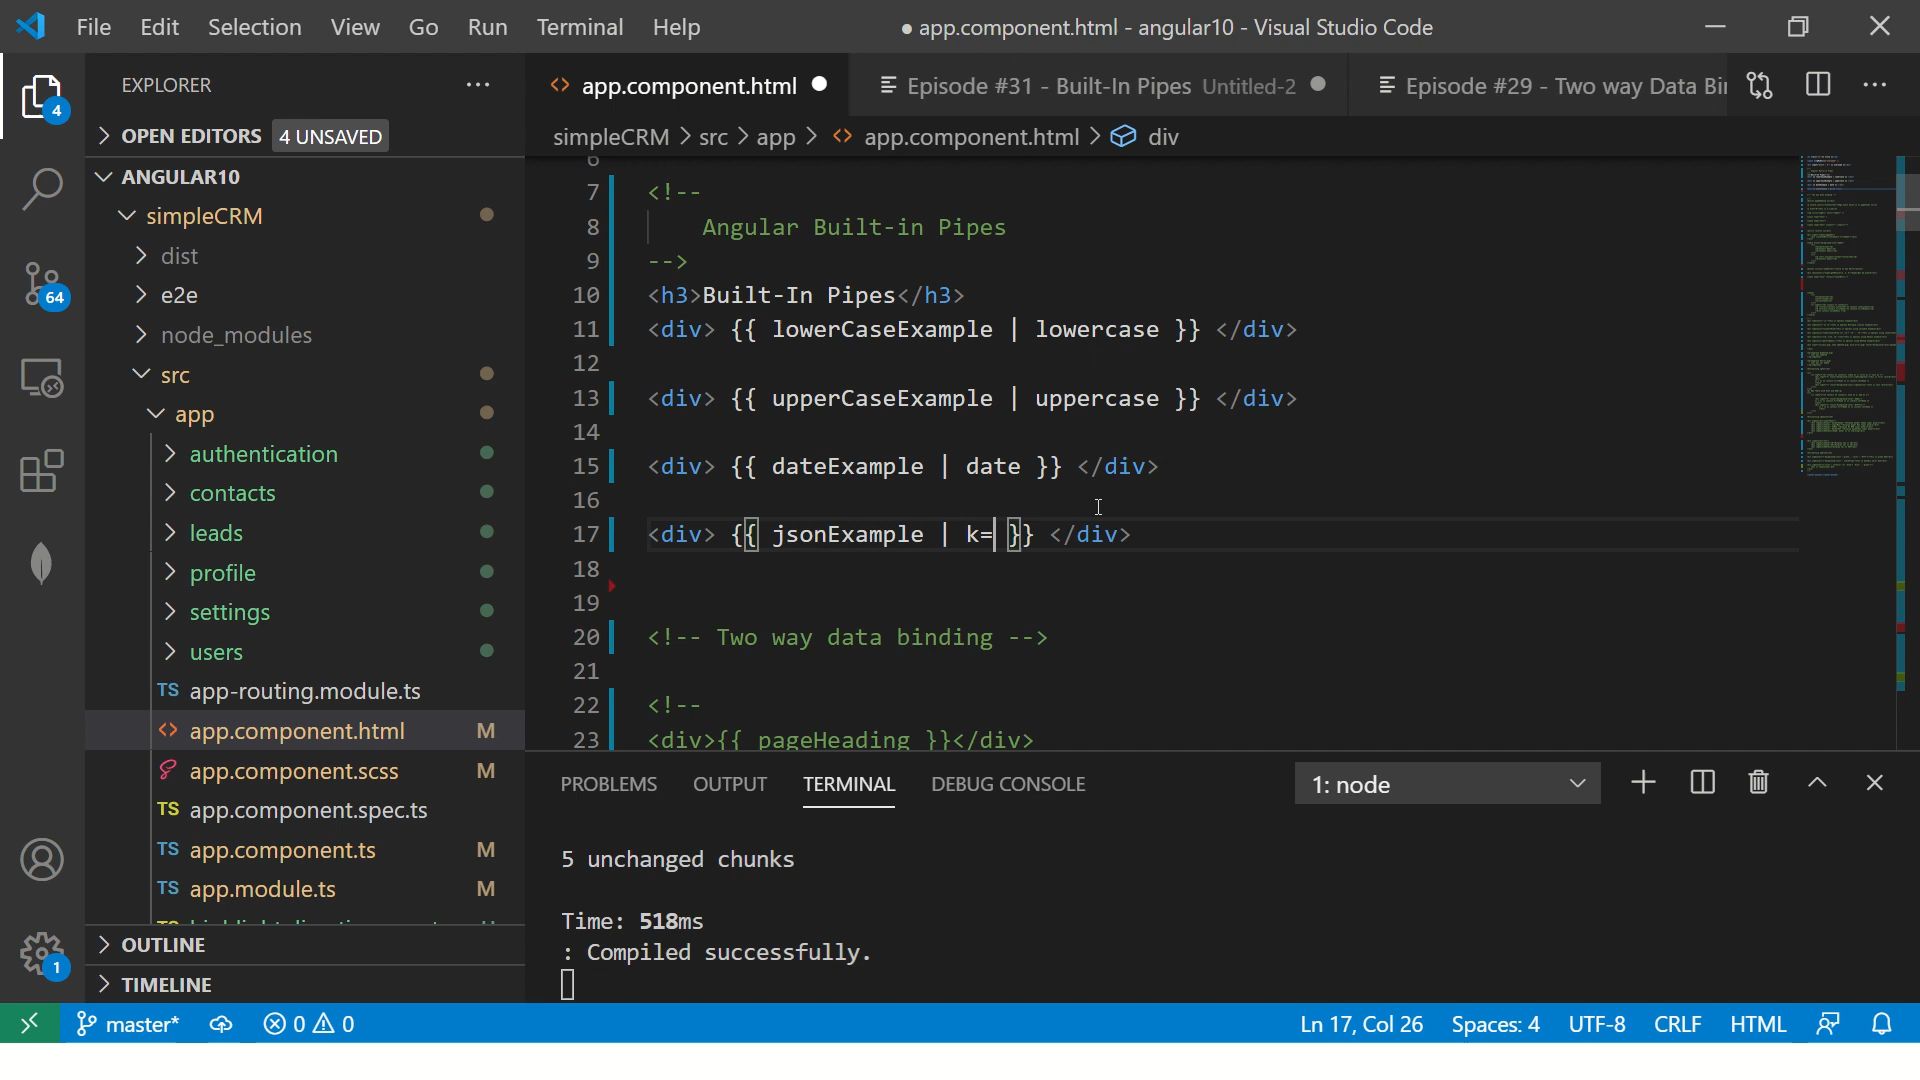 File Edit Selection View Go Run Terminal Help ● app.component.html - angular10 - Visual Studio Code
EXPLORER
app.component.html
Episode #31 - Built-In Pipes Untitled-2
Episode #29 - Two way Data Bi
4
OPEN EDITORS 4 UNSAVED
simpleCRM > src > app > app.component.html > div
ANGULAR10
simpleCRM
dist
e2e
node_modules
src
app
authentication
contacts
leads
profile
settings
users
TS app-routing.module.ts
app.component.html M
app.component.scss M
TS app.component.spec.ts
TS app.component.ts M
TS app.module.ts M
OUTLINE
TIMELINE
64
1
6
7 <!--
8 Angular Built-in Pipes
9 -->
10 <h3>Built-In Pipes</h3>
11 <div> {{ lowerCaseExample | lowercase }} </div>
12
13 <div> {{ upperCaseExample | uppercase }} </div>
14
15 <div> {{ dateExample | date }} </div>
16
17 <div> {{ jsonExample | k= }} </div>
18
19
20 <!-- Two way data binding -->
21
22 <!--
23 <div>{{ pageHeading }}</div>
PROBLEMS OUTPUT TERMINAL DEBUG CONSOLE 1: node
5 unchanged chunks
Time: 518ms
: Compiled successfully.
master* 0 0 Ln 17, Col 26 Spaces: 4 UTF-8 CRLF HTML